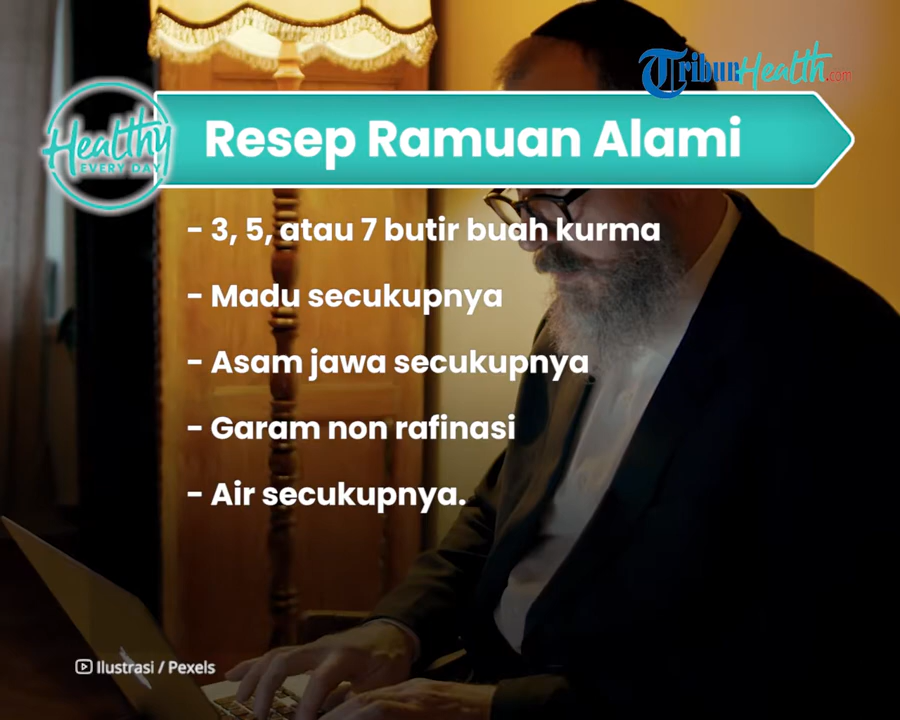 TribunHealth.com
Healthy
EVERY DAY
Resep Ramuan Alami
- 3, 5, atau 7 butir buah kurma
- Madu secukupnya
- Asam jawa secukupnya
- Garam non rafinasi
- Air secukupnya.
Ilustrasi / Pexels